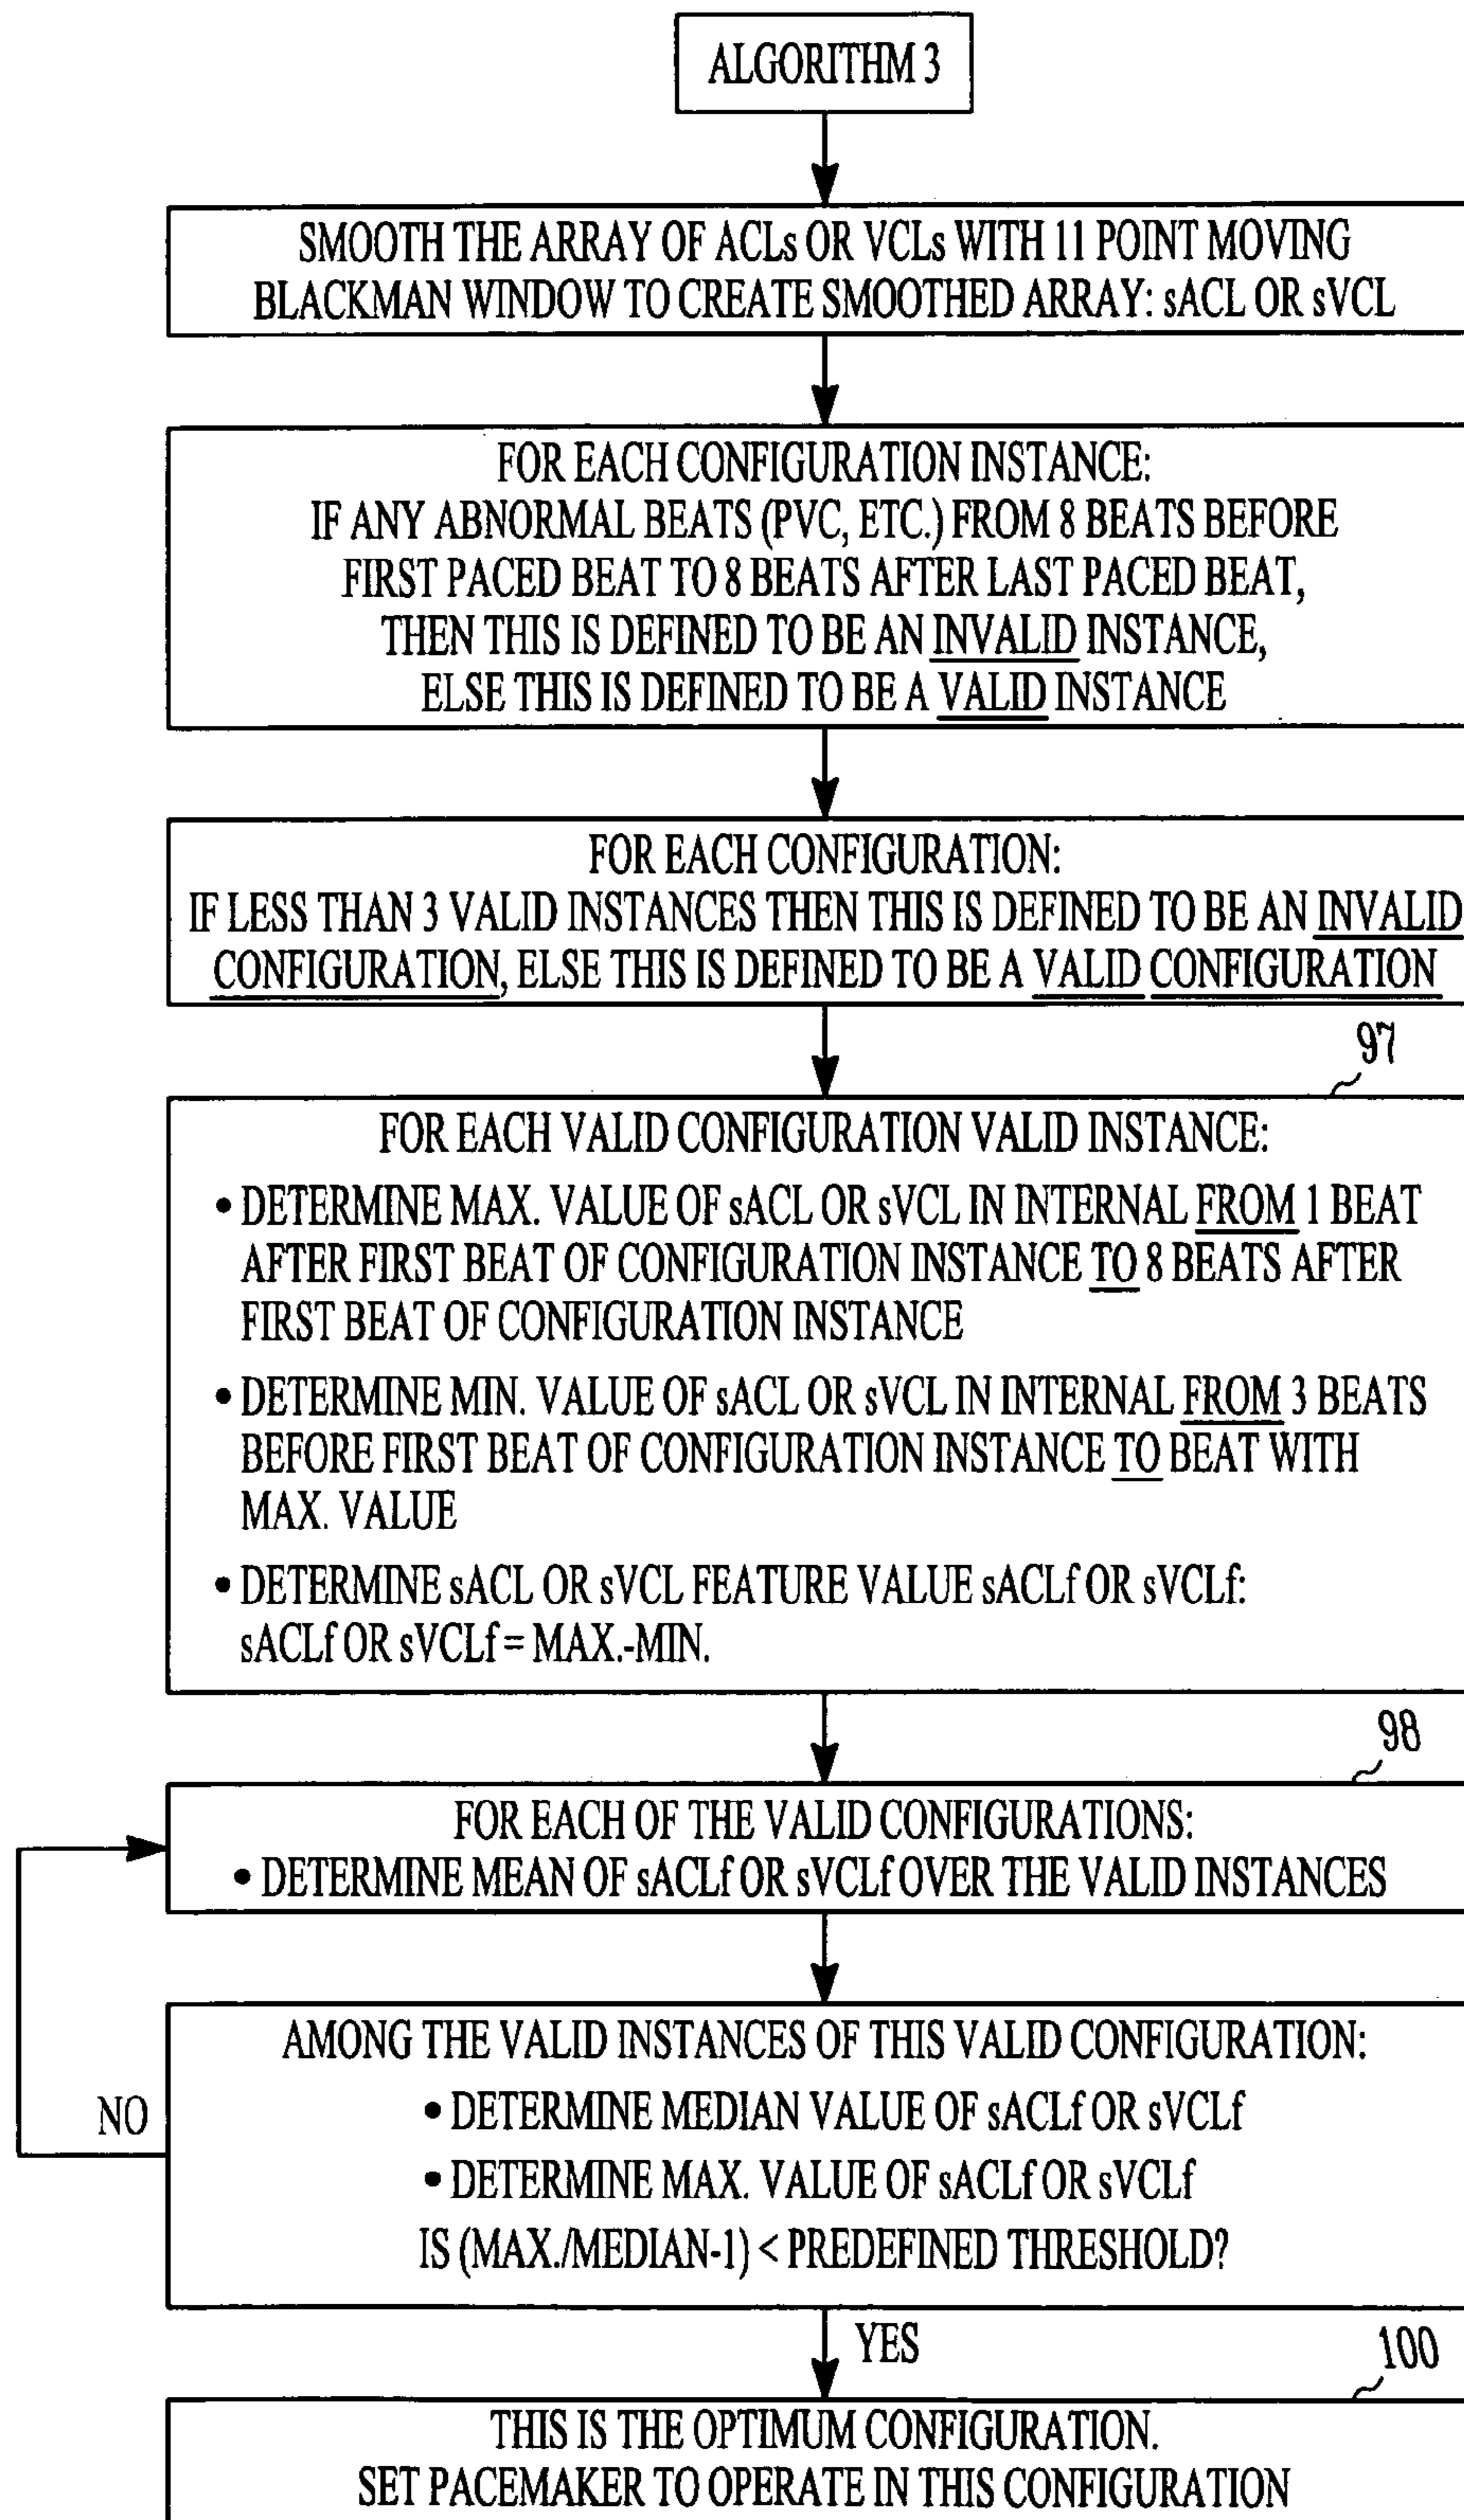 ALGORITHM 3
SMOOTH THE ARRAY OF ACLs OR VCLs WITH 11 POINT MOVING
BLACKMAN WINDOW TO CREATE SMOOTHED ARRAY: sACL OR sVCL
FOR EACH CONFIGURATION INSTANCE:
IF ANY ABNORMAL BEATS (PVC, ETC.) FROM 8 BEATS BEFORE
FIRST PACED BEAT TO 8 BEATS AFTER LAST PACED BEAT,
THEN THIS IS DEFINED TO BE AN INVALID INSTANCE,
ELSE THIS IS DEFINED TO BE A VALID INSTANCE
FOR EACH CONFIGURATION:
IF LESS THAN 3 VALID INSTANCES THEN THIS IS DEFINED TO BE AN INVALID
CONFIGURATION, ELSE THIS IS DEFINED TO BE A VALID CONFIGURATION
97
FOR EACH VALID CONFIGURATION VALID INSTANCE:
• DETERMINE MAX. VALUE OF sACL OR sVCL IN INTERNAL FROM 1 BEAT
AFTER FIRST BEAT OF CONFIGURATION INSTANCE TO 8 BEATS AFTER
FIRST BEAT OF CONFIGURATION INSTANCE
• DETERMINE MIN. VALUE OF sACL OR sVCL IN INTERNAL FROM 3 BEATS
BEFORE FIRST BEAT OF CONFIGURATION INSTANCE TO BEAT WITH
MAX. VALUE
• DETERMINE sACL OR sVCL FEATURE VALUE sACLf OR sVCLf:
sACLf OR sVCLf = MAX.-MIN.
98
FOR EACH OF THE VALID CONFIGURATIONS:
• DETERMINE MEAN OF sACLf OR sVCLf OVER THE VALID INSTANCES
AMONG THE VALID INSTANCES OF THIS VALID CONFIGURATION:
• DETERMINE MEDIAN VALUE OF sACLf OR sVCLf
NO
• DETERMINE MAX. VALUE OF sACLf OR sVCLf
IS (MAX./MEDIAN-1) < PREDEFINED THRESHOLD?
YES
100
THIS IS THE OPTIMUM CONFIGURATION.
SET PACEMAKER TO OPERATE IN THIS CONFIGURATION